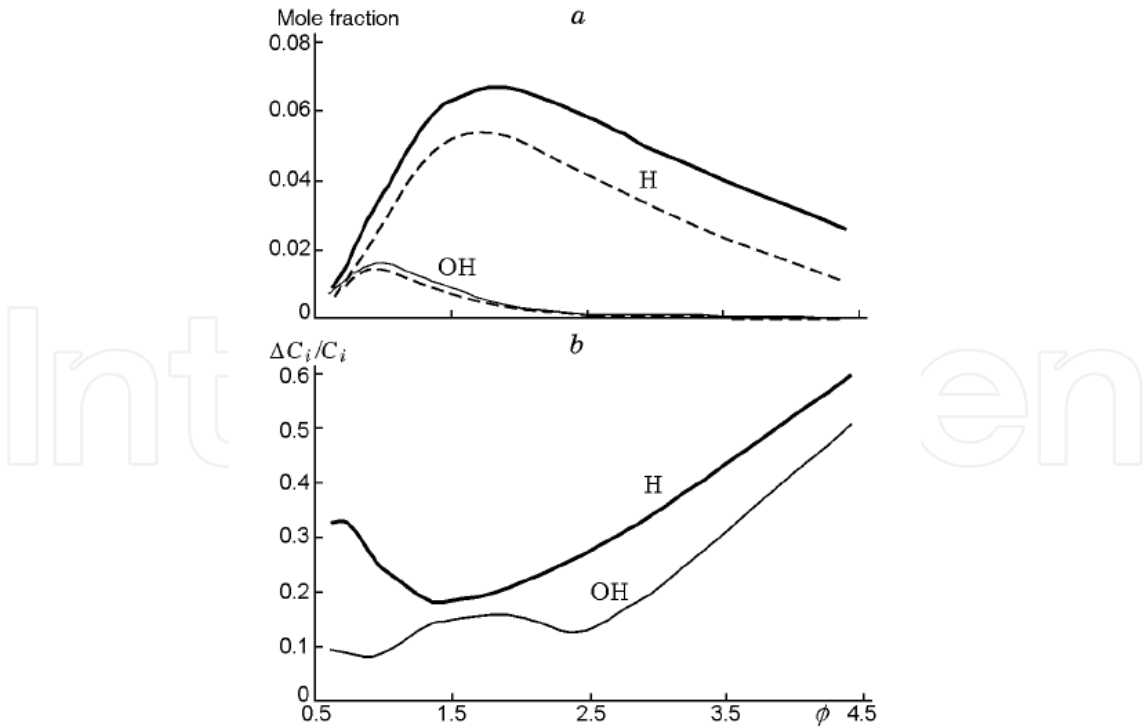 Mole fraction a
0.08
0.06
0.04
0.02
0
H
OH
b
ΔC_i/C_i
0.6
0.5
0.4
0.3
0.2
0.1
0
H
OH
0.5 1.5 2.5 3.5 ϕ 4.5
Int en